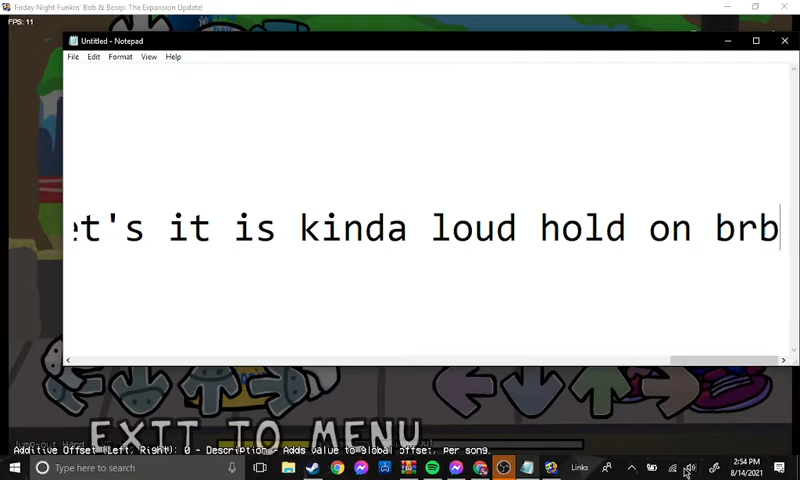 Friday Night Funkin' Bob & Bosip: The Expansion Update!
FPS: 11
Untitled - Notepad
File Edit Format View Help
et's it is kinda loud hold on brb
EXIT TO MENU
Additive Offset (Left, Right): 0 - Description - Adds value to global offset, per song.
Type here to search
Links
2:54 PM
8/14/2021